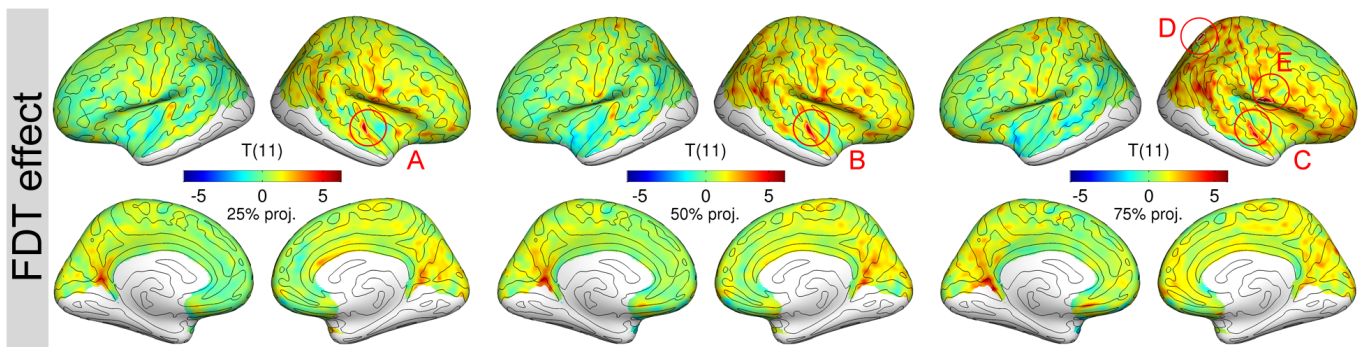 FDT effect
A
T(11)
-5 0 5
25% proj.
B
T(11)
-5 0 5
50% proj.
D
E
C
T(11)
-5 0 5
75% proj.